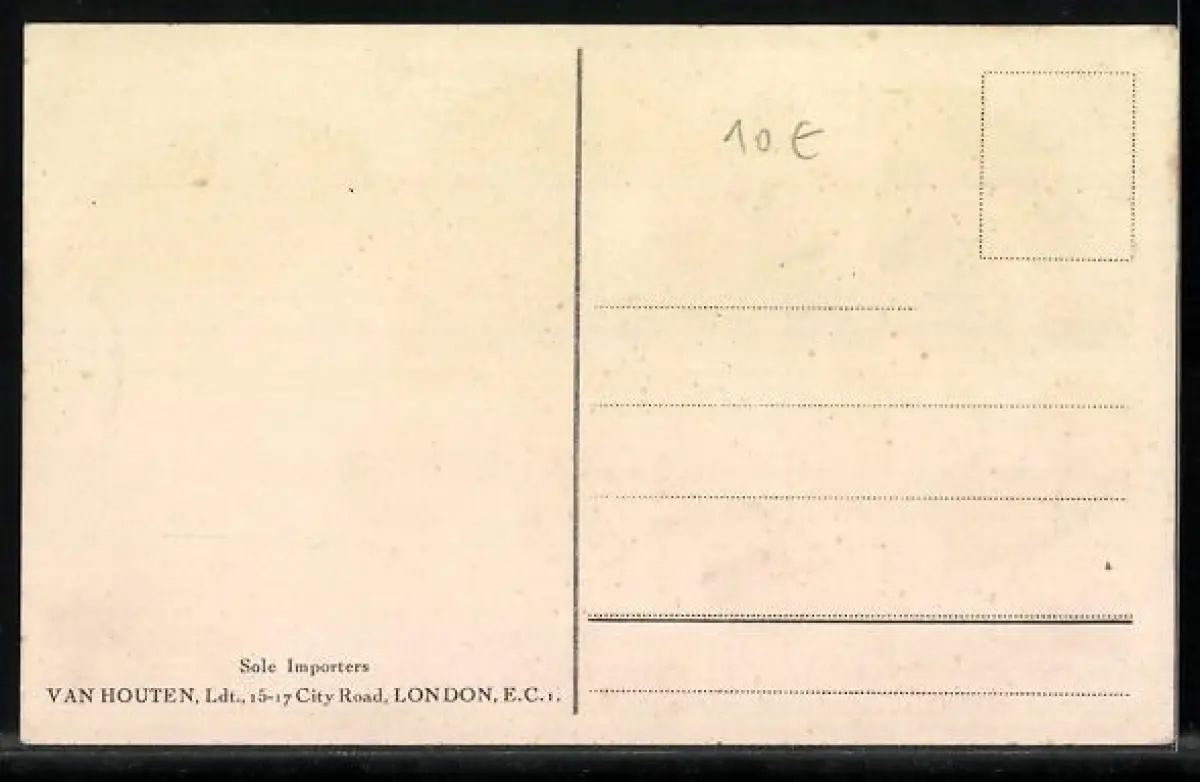 10 €
Sole Importers
VAN HOUTEN, Ldt., 15-17 City Road, LONDON, E.C.1.